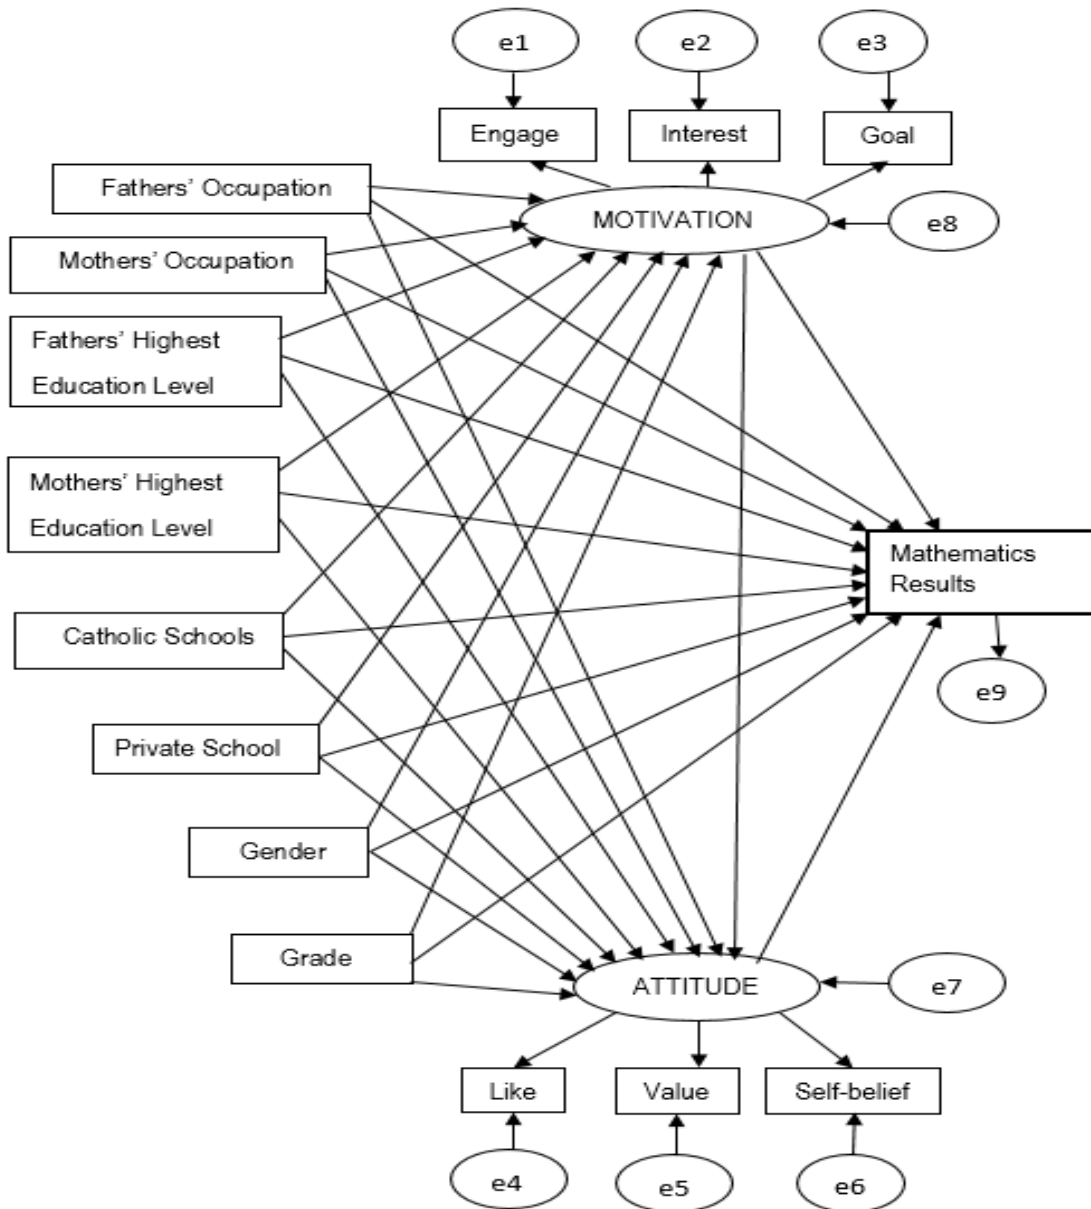 e1
e2
e3
Engage
Interest
Goal
Fathers’ Occupation
MOTIVATION
e8
Mothers’ Occupation
Fathers’ Highest
Education Level
Mothers’ Highest
Education Level
Mathematics
Results
Catholic Schools
e9
Private School
Gender
Grade
ATTITUDE
e7
Like
Value
Self-belief
e4
e5
e6